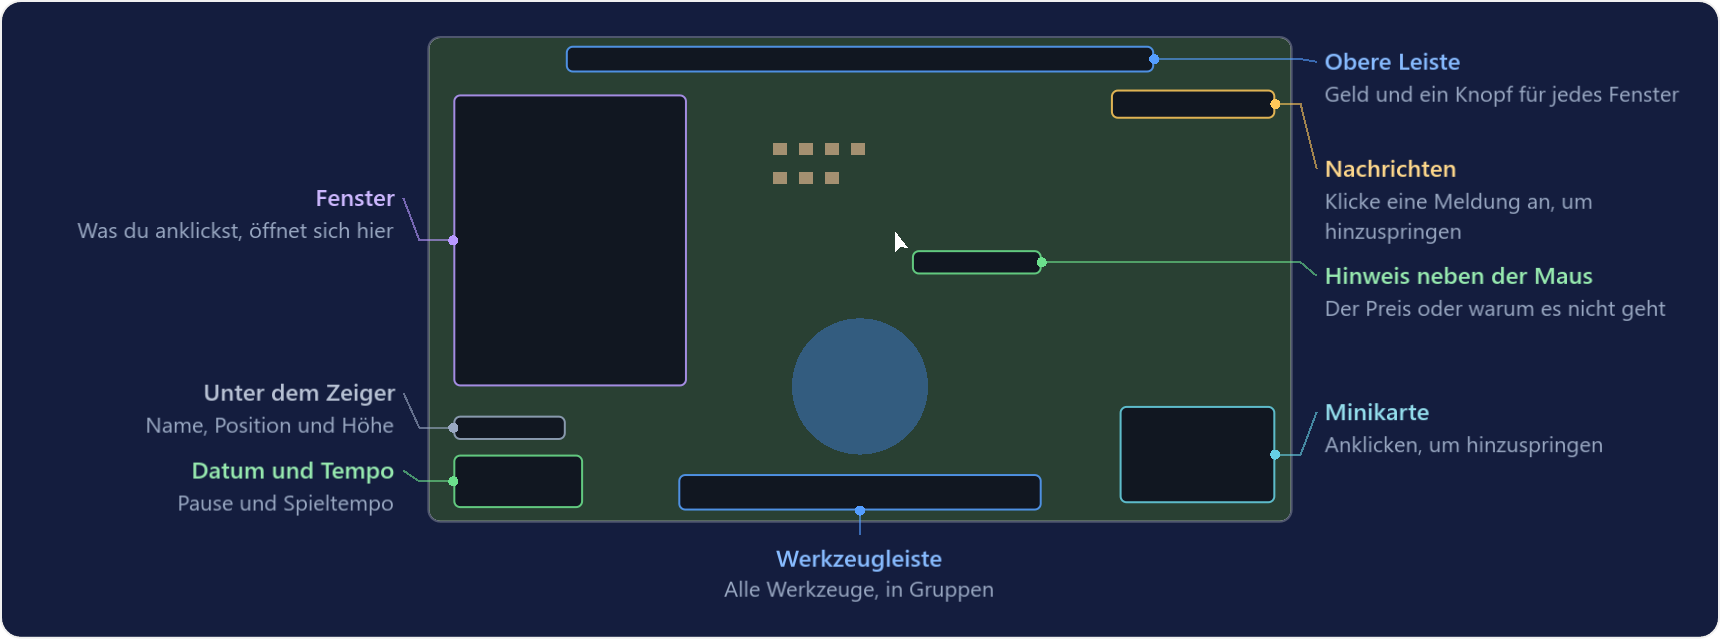 Obere Leiste
Geld und ein Knopf für jedes Fenster
Nachrichten
Klicke eine Meldung an, um
hinzuspringen
Fenster
Was du anklickst, öffnet sich hier
Hinweis neben der Maus
Der Preis oder warum es nicht geht
Unter dem Zeiger
Name, Position und Höhe
Minikarte
Anklicken, um hinzuspringen
Datum und Tempo
Pause und Spieltempo
Werkzeugleiste
Alle Werkzeuge, in Gruppen